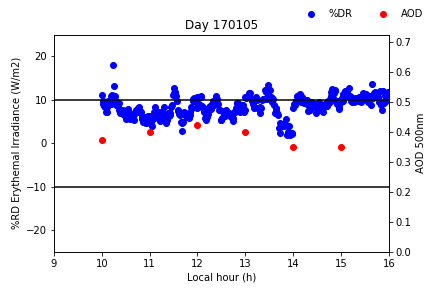 %DR AOD
Day 170105
%RD Erythermal Irradiance (W/m2)
20
10
0
−10
−20
0.7
0.6
0.5
0.4
0.3
0.2
0.1
0.0
AOD 500nm
9 10 11 12 13 14 15 16
Local hour (h)